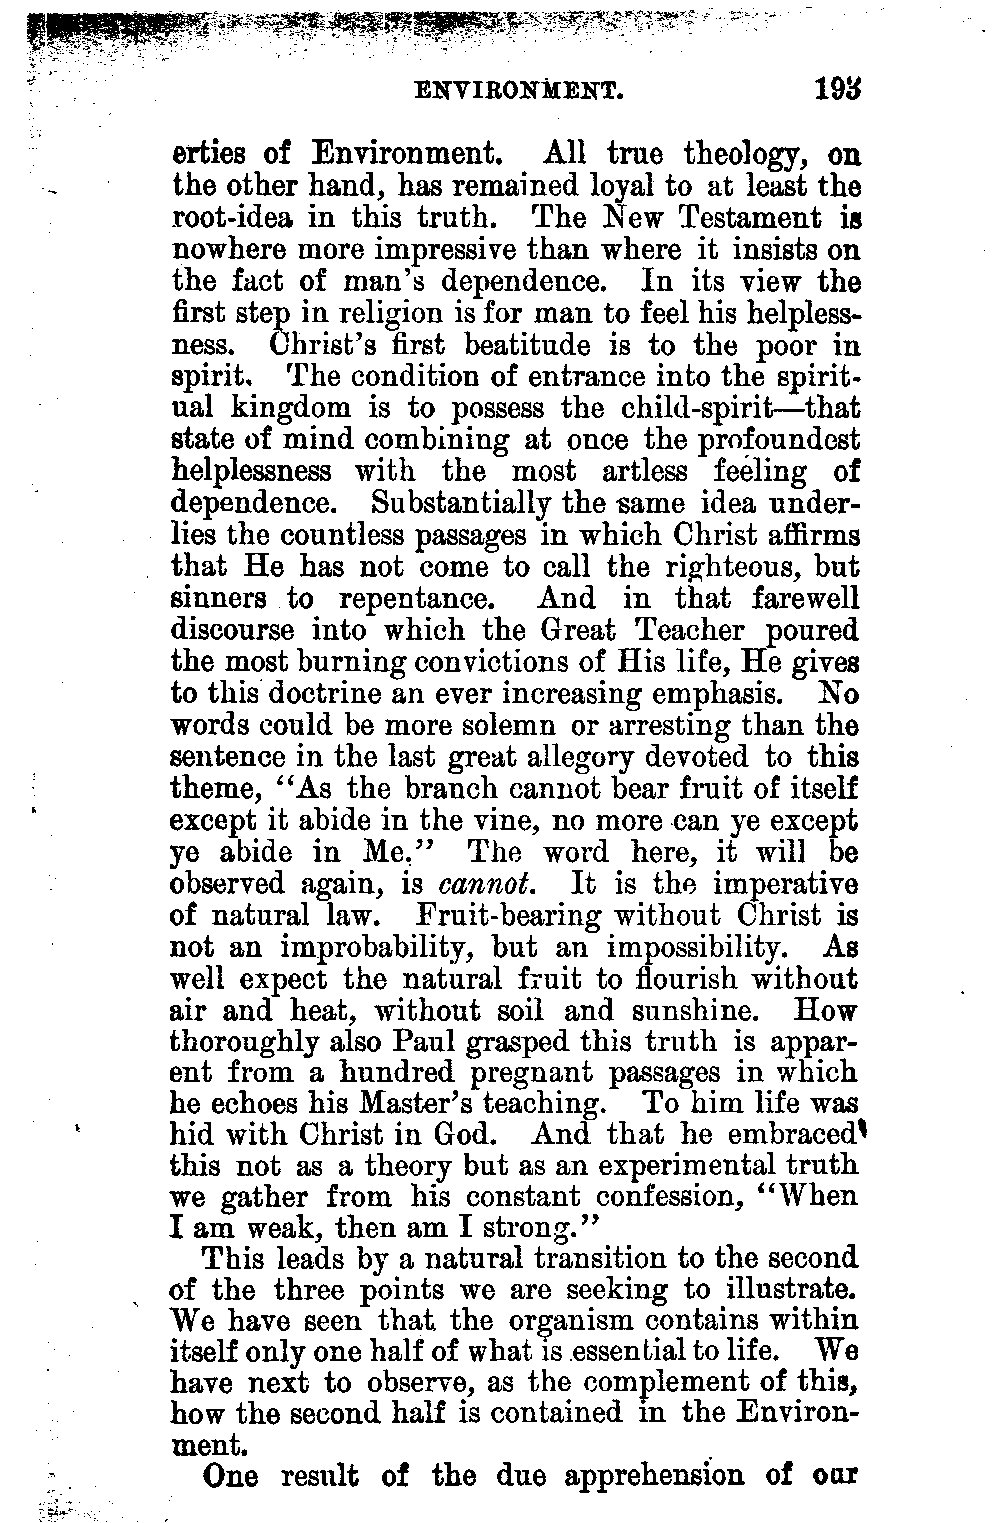 ENVIRONMENT. 193
erties of Environment. All true theology, on
the other hand, has remained loyal to at least the
root-idea in this truth. The New Testament is
nowhere more impressive than where it insists on
the fact of man's dependence. In its view the
first step in religion is for man to feel his helpless-
ness. Christ's first beatitude is to the poor in
spirit. The condition of entrance into the spirit-
ual kingdom is to possess the child-spirit—that
state of mind combining at once the profoundest
helplessness with the most artless feeling of
dependence. Substantially the same idea under-
lies the countless passages in which Christ affirms
that He has not come to call the righteous, but
sinners to repentance. And in that farewell
discourse into which the Great Teacher poured
the most burning convictions of His life, He gives
to this doctrine an ever increasing emphasis. No
words could be more solemn or arresting than the
sentence in the last great allegory devoted to this
theme, “As the branch cannot bear fruit of itself
except it abide in the vine, no more can ye except
ye abide in Me.” The word here, it will be
observed again, is cannot. It is the imperative
of natural law. Fruit-bearing without Christ is
not an improbability, but an impossibility. As
well expect the natural fruit to flourish without
air and heat, without soil and sunshine. How
thoroughly also Paul grasped this truth is appar-
ent from a hundred pregnant passages in which
he echoes his Master's teaching. To him life was
hid with Christ in God. And that he embraced
this not as a theory but as an experimental truth
we gather from his constant confession, “When
I am weak, then am I strong.”
This leads by a natural transition to the second
of the three points we are seeking to illustrate.
We have seen that the organism contains within
itself only one half of what is essential to life. We
have next to observe, as the complement of this,
how the second half is contained in the Environ-
ment.
One result of the due apprehension of our